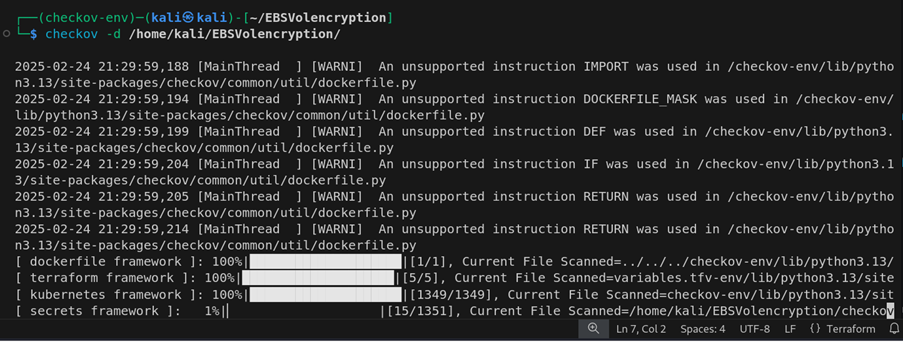 ┌──(checkov-env)─(kali㉿kali)-[~/EBSVolencryption]
└─$ checkov -d /home/kali/EBSVolencryption/
2025-02-24 21:29:59,188 [MainThread  ] [WARNI]  An unsupported instruction IMPORT was used in /checkov-env/lib/pytho
n3.13/site-packages/checkov/common/util/dockerfile.py
2025-02-24 21:29:59,194 [MainThread  ] [WARNI]  An unsupported instruction DOCKERFILE_MASK was used in /checkov-env/
lib/python3.13/site-packages/checkov/common/util/dockerfile.py
2025-02-24 21:29:59,199 [MainThread  ] [WARNI]  An unsupported instruction DEF was used in /checkov-env/lib/python3.
13/site-packages/checkov/common/util/dockerfile.py
2025-02-24 21:29:59,204 [MainThread  ] [WARNI]  An unsupported instruction IF was used in /checkov-env/lib/python3.1
3/site-packages/checkov/common/util/dockerfile.py
2025-02-24 21:29:59,205 [MainThread  ] [WARNI]  An unsupported instruction RETURN was used in /checkov-env/lib/pytho
n3.13/site-packages/checkov/common/util/dockerfile.py
2025-02-24 21:29:59,214 [MainThread  ] [WARNI]  An unsupported instruction RETURN was used in /checkov-env/lib/pytho
n3.13/site-packages/checkov/common/util/dockerfile.py
[ dockerfile framework ]: 100%|████████████████████|[1/1], Current File Scanned=../../../checkov-env/lib/python3.13/
[ terraform framework ]: 100%|████████████████████|[5/5], Current File Scanned=variables.tfv-env/lib/python3.13/site
[ kubernetes framework ]: 100%|████████████████████|[1349/1349], Current File Scanned=checkov-env/lib/python3.13/sit
[ secrets framework ]:   1%|▏                   |[15/1351], Current File Scanned=/home/kali/EBSVolencryption/checkov
Ln 7, Col 2 Spaces: 4 UTF-8 LF {} Terraform